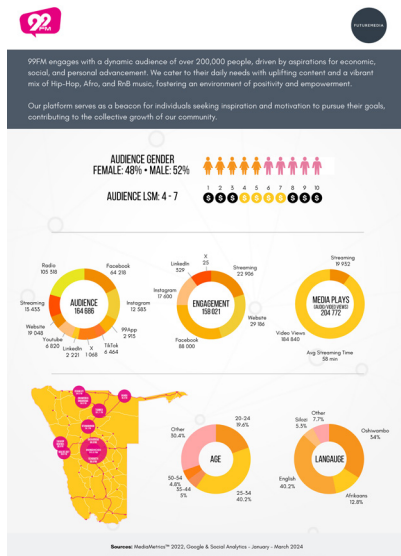 99
FM
FUTUREMEDIA
99FM engages with a dynamic audience of over 200,000 people, driven by aspirations for economic,
social, and personal advancement. We cater to their daily needs with uplifting content and a vibrant
mix of Hip-Hop, Afro, and RnB music, fostering an environment of positivity and empowerment.
Our platform serves as a beacon for individuals seeking inspiration and motivation to pursue their goals,
contributing to the collective growth of our community.
AUDIENCE GENDER
FEMALE: 48% • MALE: 52%
AUDIENCE LSM: 4 - 7
1 2 3 4 5 6 7 8 9 10
$ $ $ $ $ $ $ $ $ $
Radio
105 318
Facebook
64 218
Streaming
15 455
Instagram
12 585
Website
19 048
99App
2 915
Youtube
6 820
TikTok
6 464
LinkedIn
2 221
X
1 068
AUDIENCE
164 686
X
25
LinkedIn
529
Streaming
22 906
Instagram
17 600
Website
29 186
Facebook
88 000
ENGAGEMENT
158 021
Streaming
19 932
MEDIA PLAYS
(AUDIO/VIDEO VIEWS)
204 772
Video Views
184 840
Avg Streaming Time
58 min
Other
30.4%
20-24
19.6%
50-54
4.8%
35-44
5%
25-34
40.2%
AGE
Other
7.7%
Silozi
5.3%
Oshiwambo
34%
English
40.2%
Afrikaans
12.8%
LANGAUGE
Sources: MediaMetrics™ 2022, Google & Social Analytics - January - March 2024